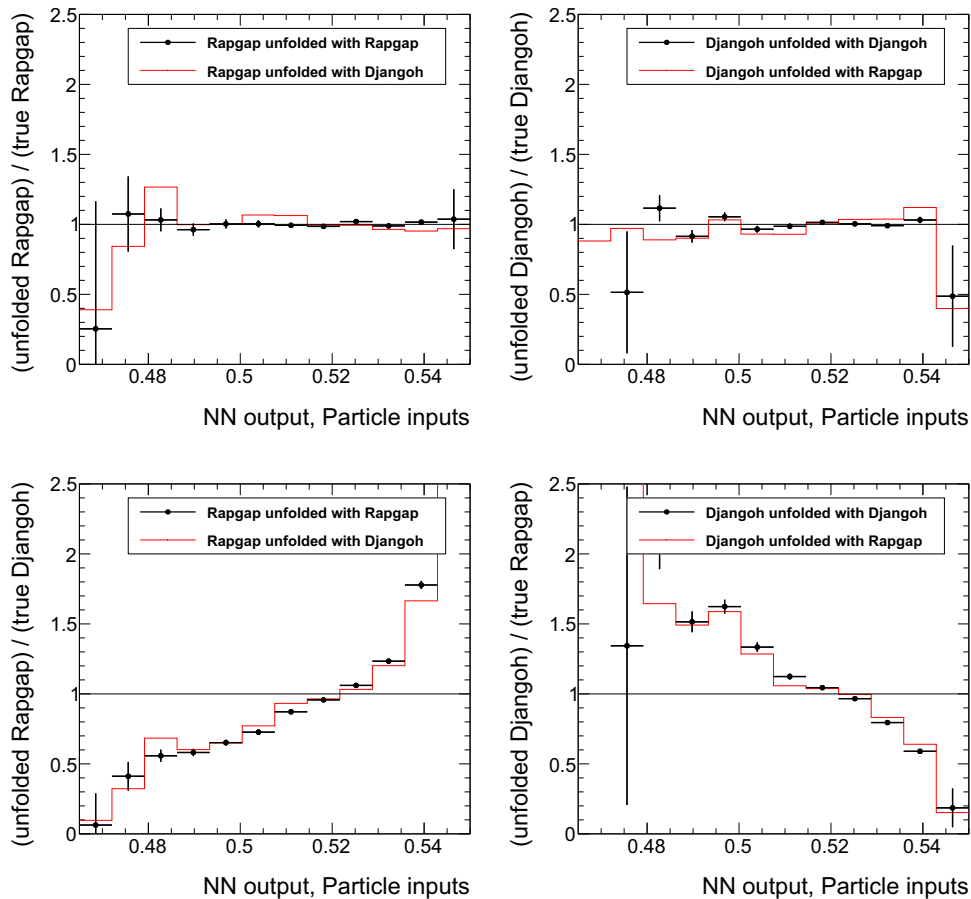 (unfolded Rapgap) / (true Rapgap)
2.5
2
1.5
1
0.5
0
Rapgap unfolded with Rapgap
Rapgap unfolded with Djangoh
0.48
0.5
0.52
0.54
NN output, Particle inputs
(unfolded Djangoh) / (true Djangoh)
2.5
2
1.5
1
0.5
0
Djangoh unfolded with Djangoh
Djangoh unfolded with Rapgap
0.48
0.5
0.52
0.54
NN output, Particle inputs
(unfolded Rapgap) / (true Djangoh)
2.5
2
1.5
1
0.5
0
Rapgap unfolded with Rapgap
Rapgap unfolded with Djangoh
0.48
0.5
0.52
0.54
NN output, Particle inputs
(unfolded Djangoh) / (true Rapgap)
2.5
2
1.5
1
0.5
0
Djangoh unfolded with Djangoh
Djangoh unfolded with Rapgap
0.48
0.5
0.52
0.54
NN output, Particle inputs